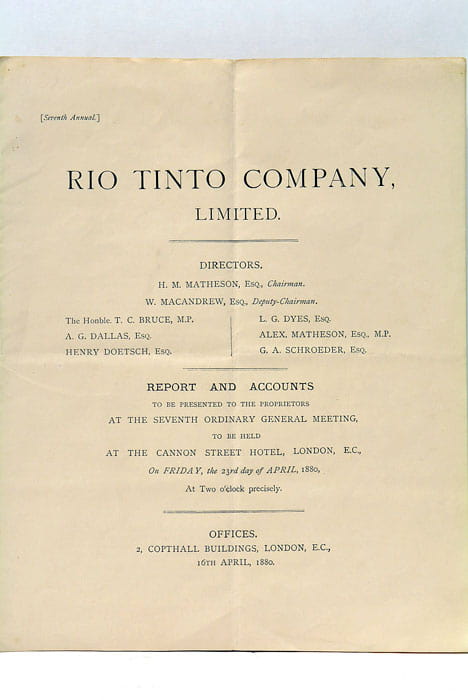 [Seventh Annual.]
RIO TINTO COMPANY,
LIMITED.
DIRECTORS.
H. M. MATHESON, Esq., Chairman.
W. MACANDREW, Esq., Deputy-Chairman.
The Honble. T. C. BRUCE, M.P.
A. G. DALLAS, Esq.
HENRY DOETSCH, Esq.
L. G. DYES, Esq.
ALEX. MATHESON, Esq., M.P.
G. A. SCHROEDER, Esq.
REPORT AND ACCOUNTS
TO BE PRESENTED TO THE PROPRIETORS
AT THE SEVENTH ORDINARY GENERAL MEETING,
TO BE HELD
AT THE CANNON STREET HOTEL, LONDON, E.C.,
On FRIDAY, the 23rd day of APRIL, 1880,
At Two o'clock precisely.
OFFICES.
2, COPTHALL BUILDINGS, LONDON, E.C.,
16TH APRIL, 1880.